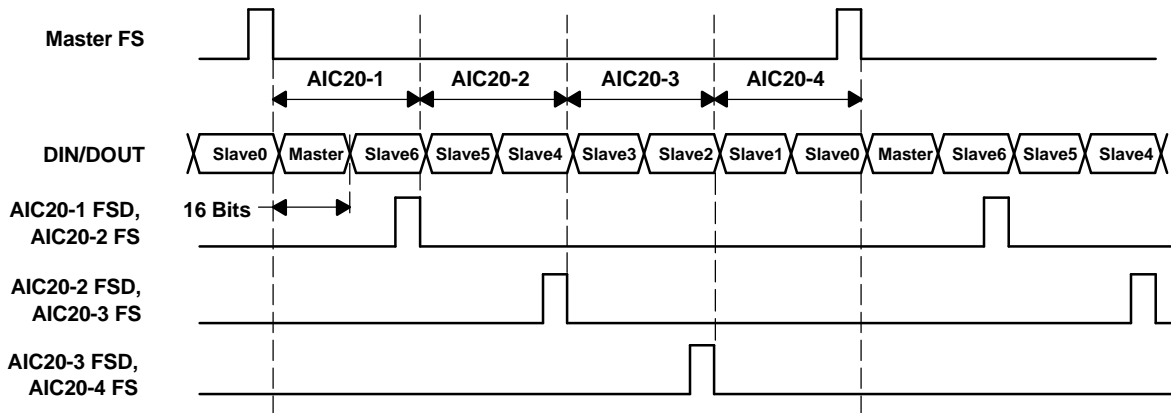 Master FS
AIC20-1 AIC20-2 AIC20-3 AIC20-4
DIN/DOUT Slave0 Master Slave6 Slave5 Slave4 Slave3 Slave2 Slave1 Slave0 Master Slave6 Slave5 Slave4
AIC20-1 FSD,
AIC20-2 FS
16 Bits
AIC20-2 FSD,
AIC20-3 FS
AIC20-3 FSD,
AIC20-4 FS